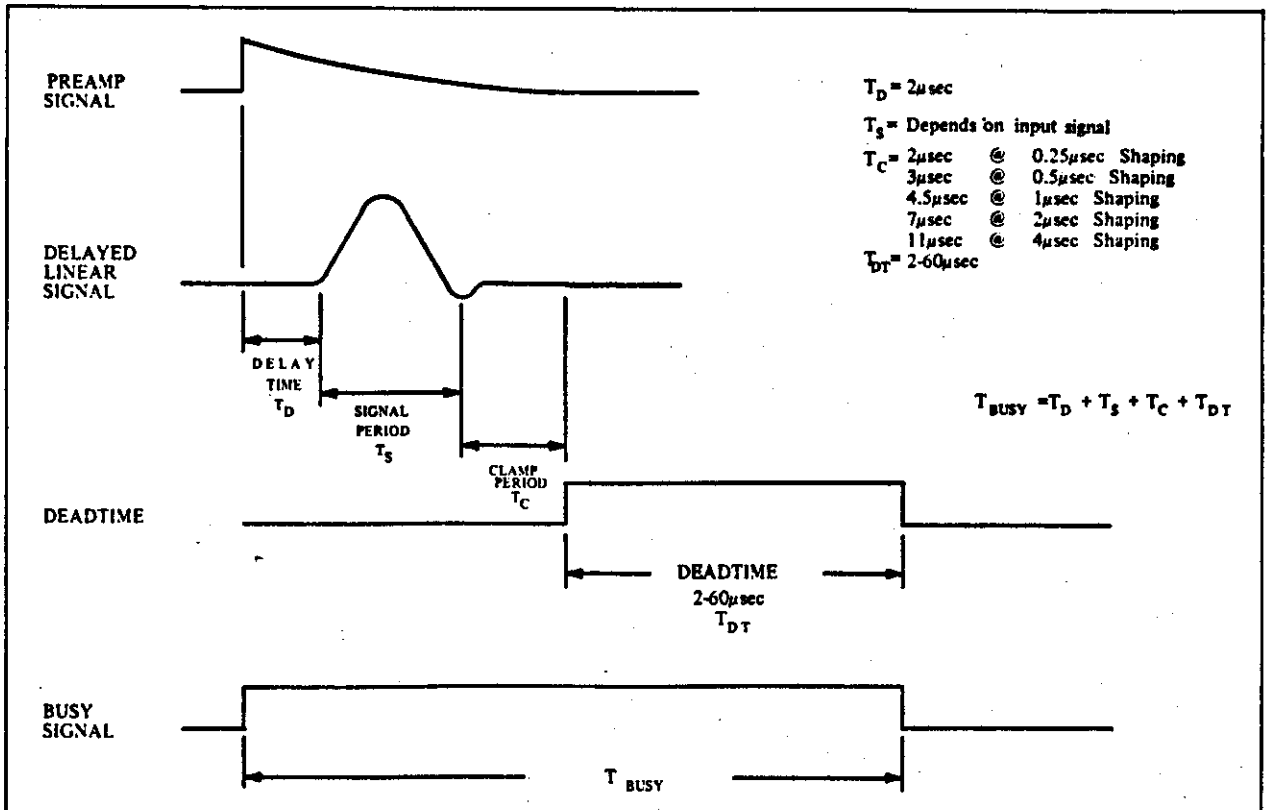 PREAMP
SIGNAL
T_D = 2μsec
T_S = Depends on input signal
T_C = 2μsec @ 0.25μsec Shaping
3μsec @ 0.5μsec Shaping
4.5μsec @ 1μsec Shaping
7μsec @ 2μsec Shaping
11μsec @ 4μsec Shaping
T_DT = 2-60μsec
DELAYED
LINEAR
SIGNAL
DELAY
TIME
T_D
SIGNAL
PERIOD
T_S
CLAMP
PERIOD
T_C
T_BUSY = T_D + T_S + T_C + T_DT
DEADTIME
DEADTIME
2-60μsec
T_DT
BUSY
SIGNAL
T BUSY